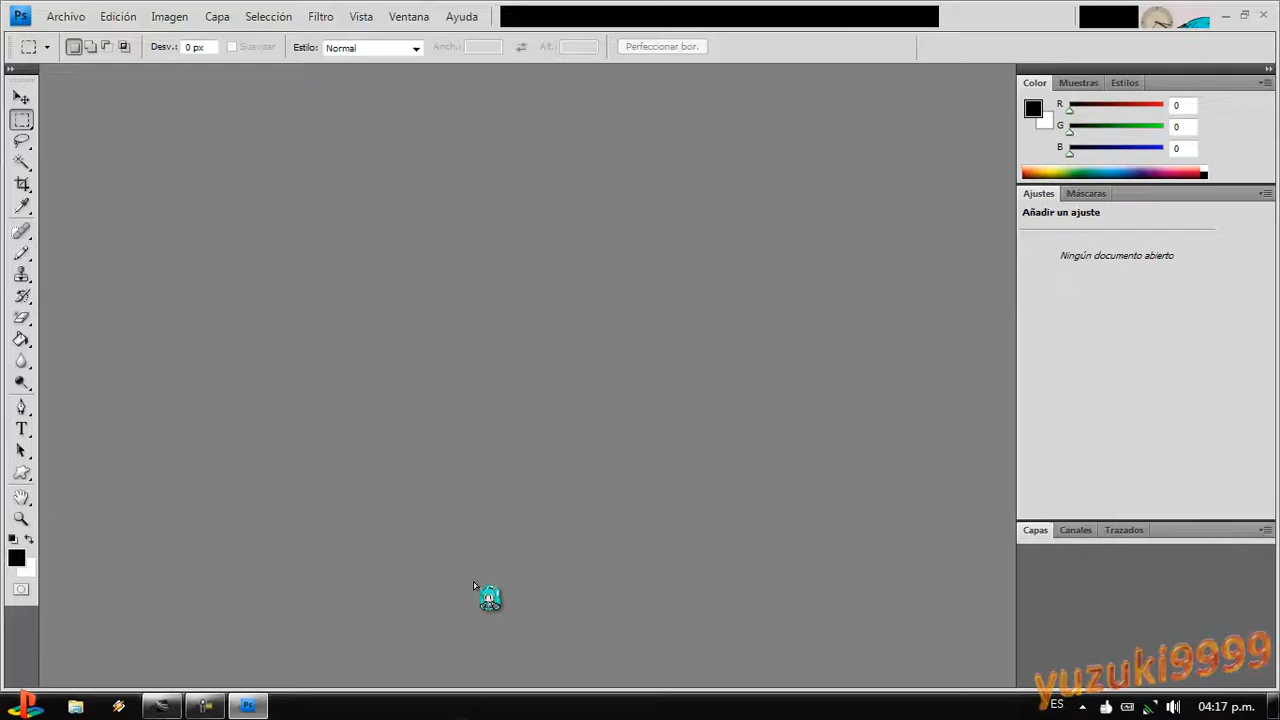 Ps Archivo Edición Imagen Capa Selección Filtro Vista Ventana Ayuda
Desv.: 0 px Suavizar Estilo: Normal Anch.: Alt.: Perfeccionar bor.
Color Muestras Estilos
R 0
G 0
B 0
Ajustes Máscaras
Añadir un ajuste
Ningún documento abierto
T
Capas Canales Trazados
yuzuki9999
Ps ES 04:17 p.m.